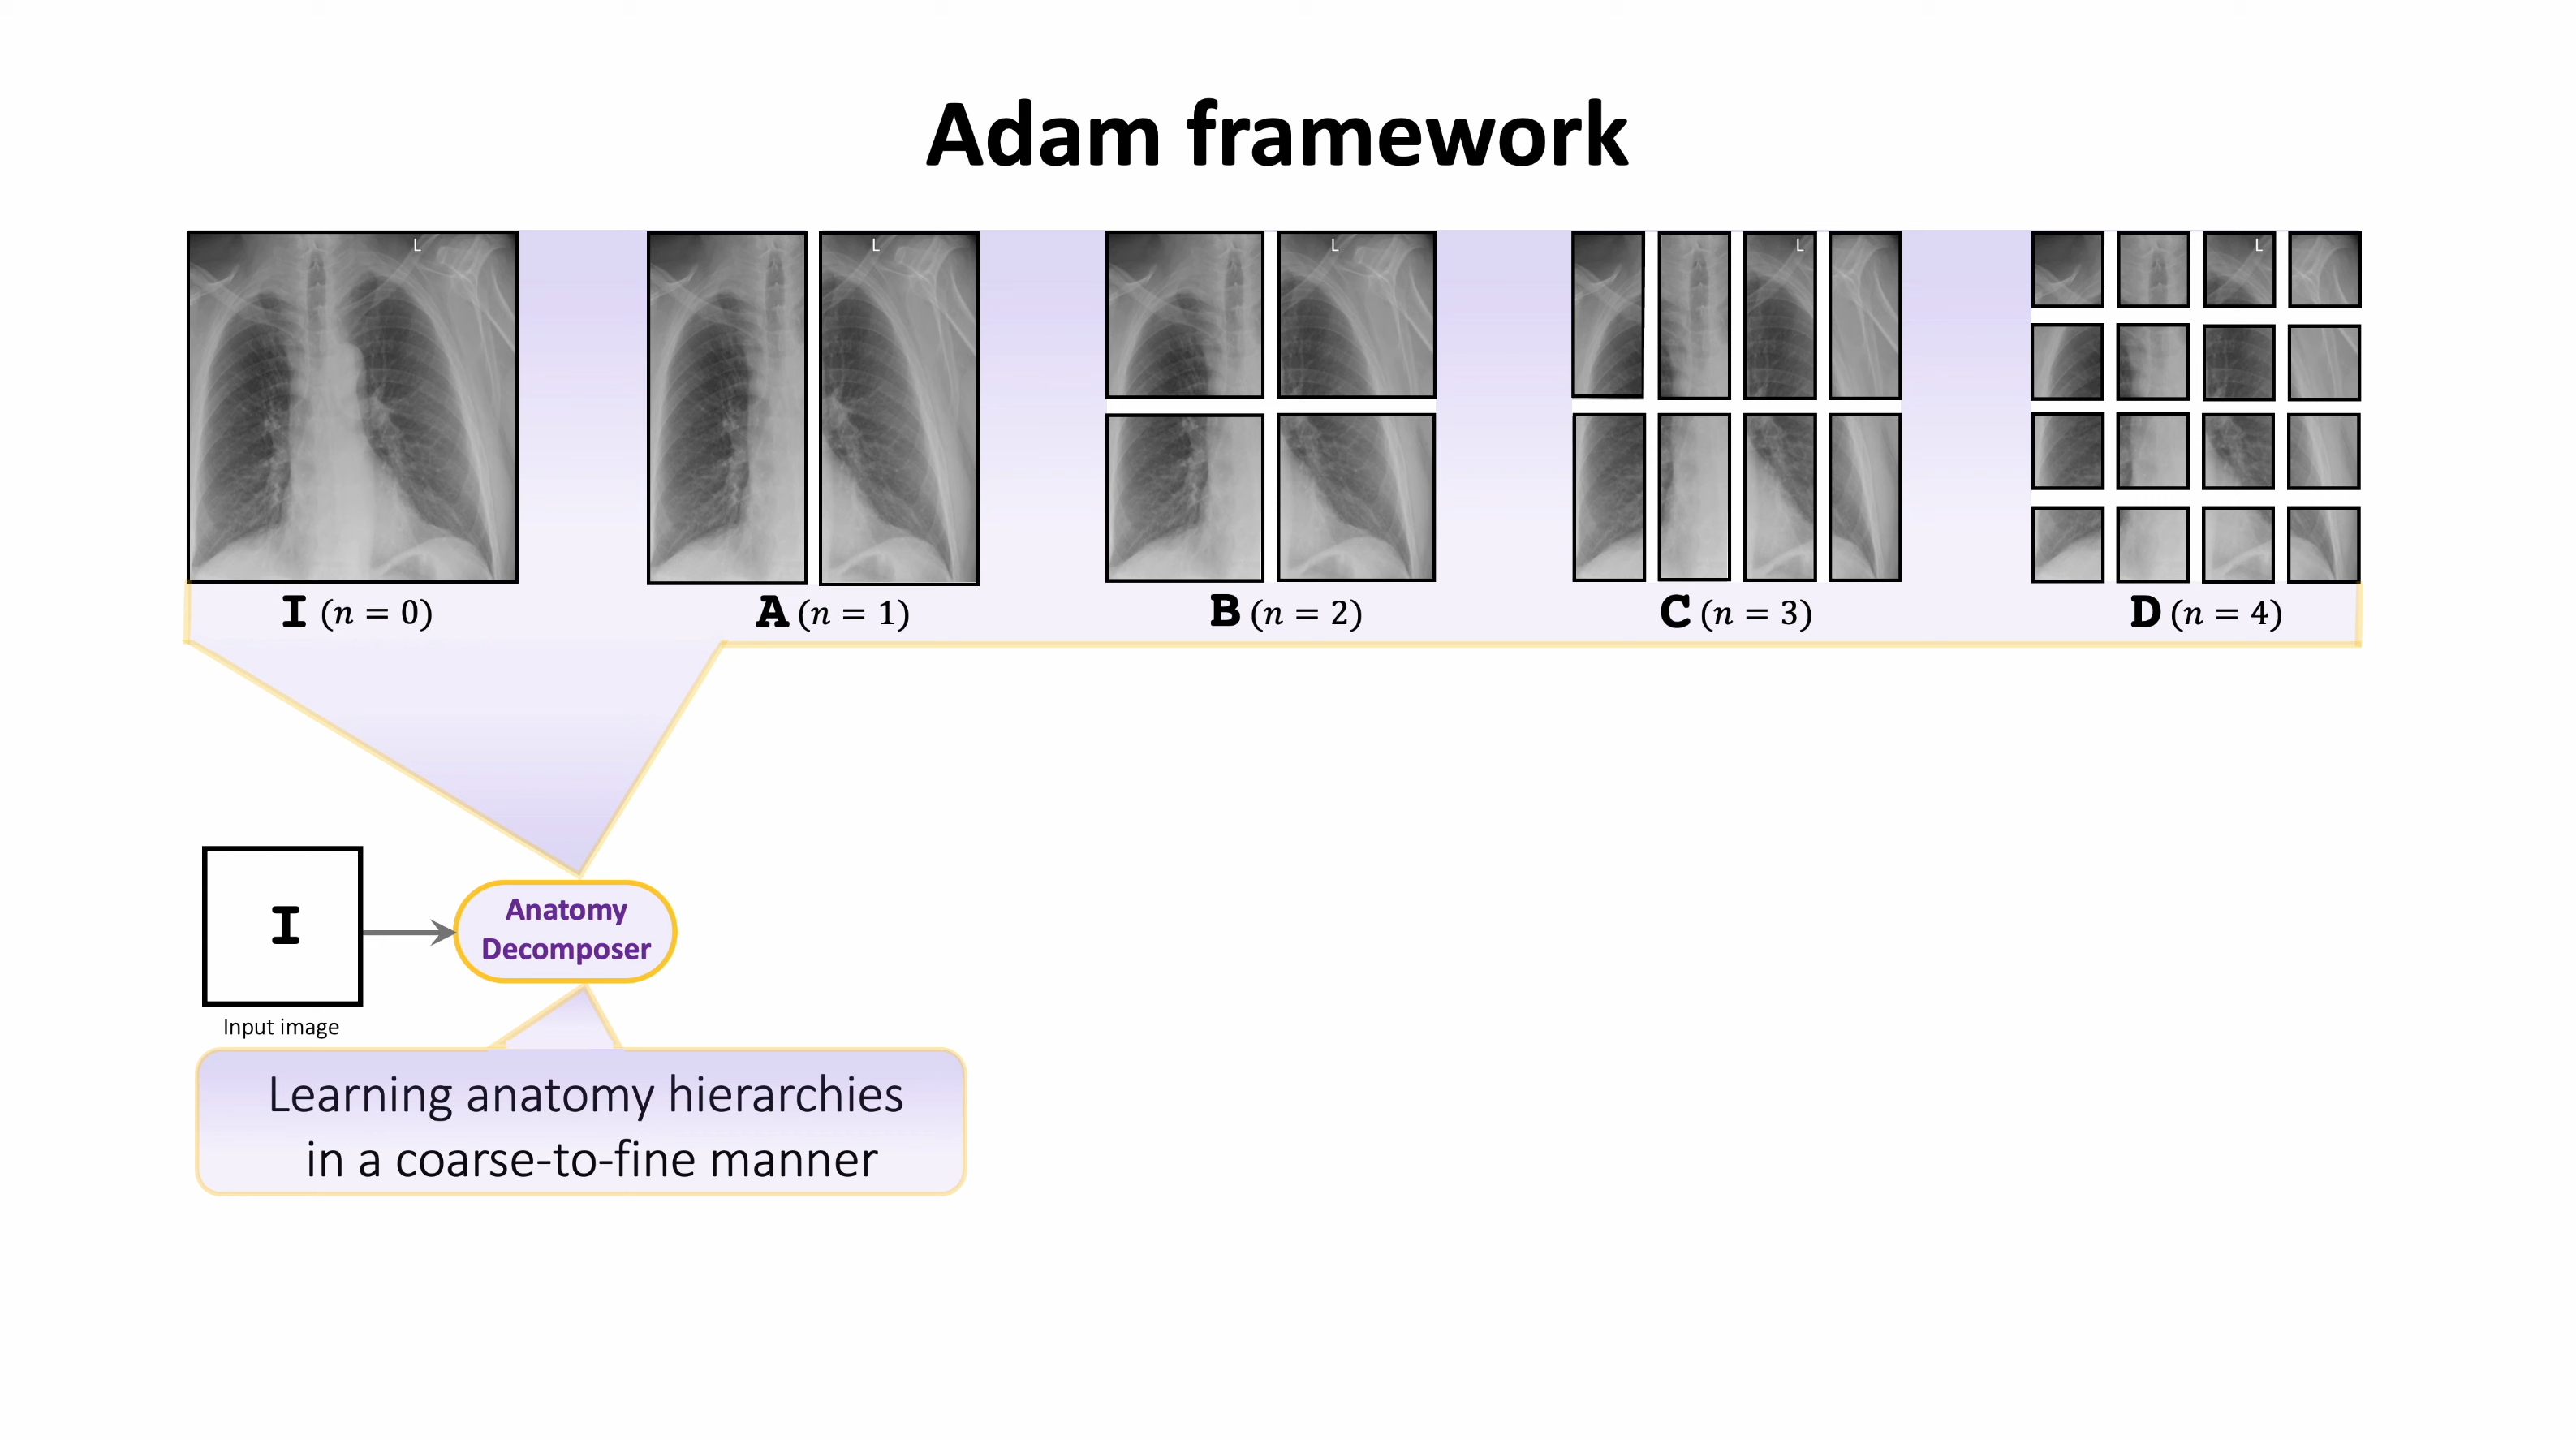 Adam framework
L
L
L
L
L
I (n = 0)
A (n = 1)
B (n = 2)
C (n = 3)
D (n = 4)
I
Input image
Anatomy
Decomposer
Learning anatomy hierarchies
in a coarse-to-fine manner